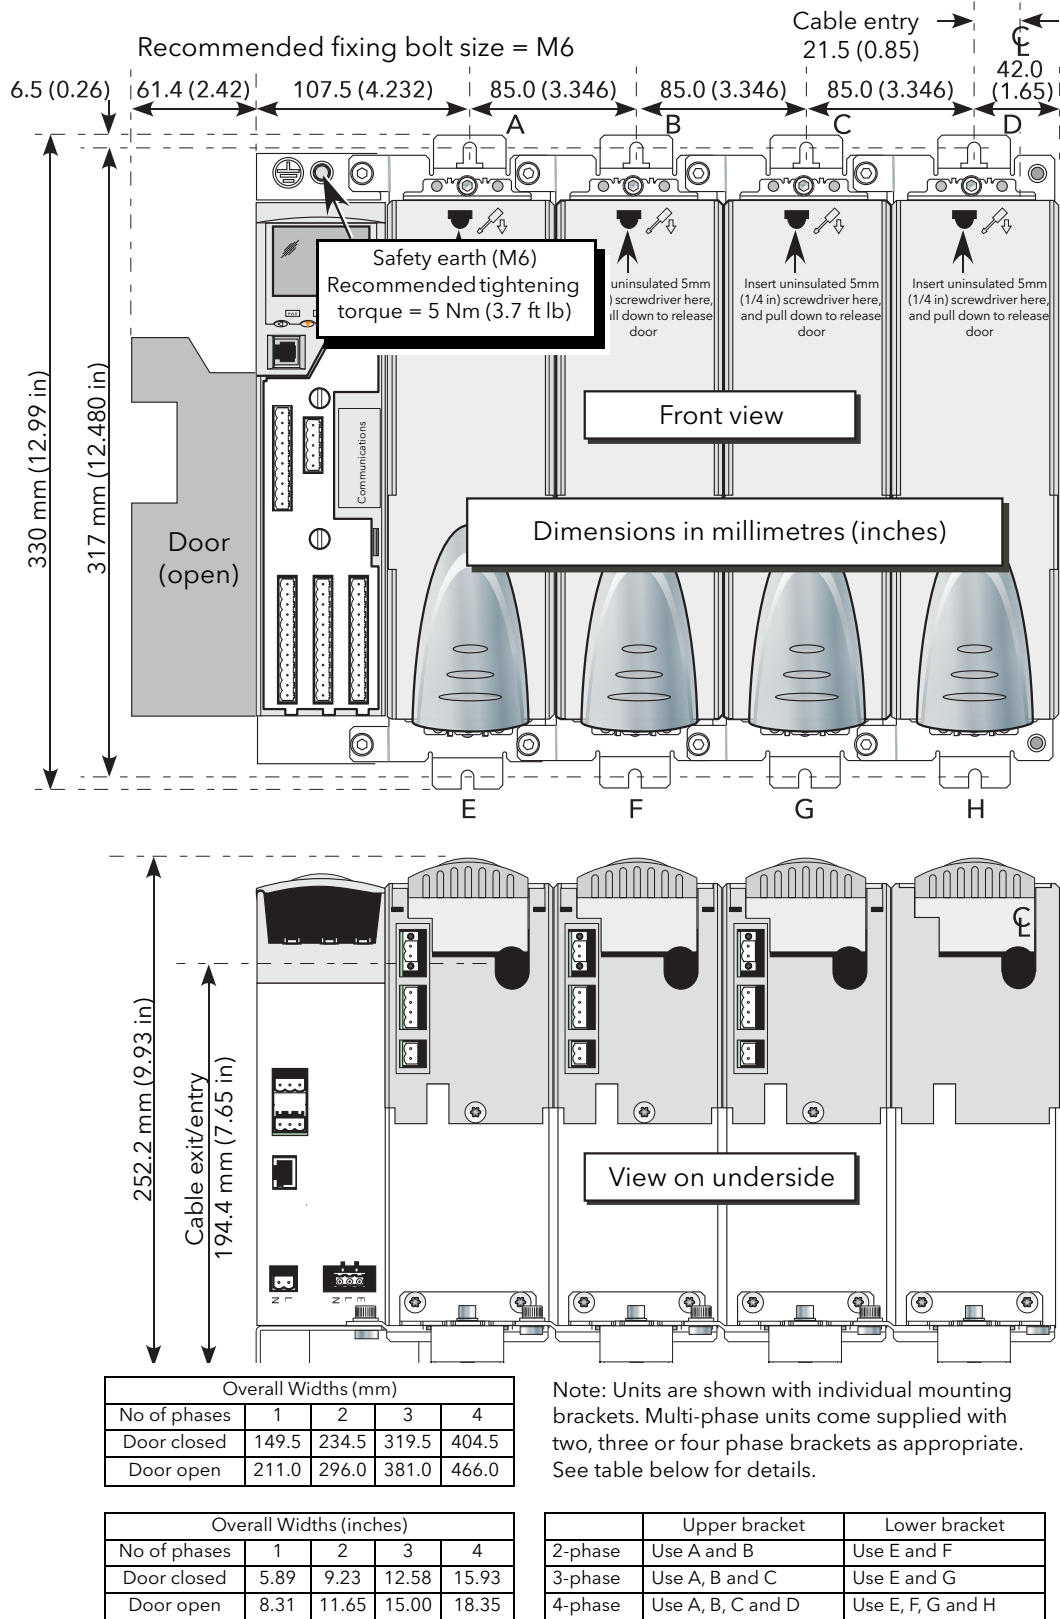 Cable entry
21.5 (0.85)
Recommended fixing bolt size = M6
C L
6.5 (0.26) 61.4 (2.42) 107.5 (4.232) 85.0 (3.346) 85.0 (3.346) 85.0 (3.346) 42.0
(1.65)
A B C D
Safety earth (M6)
Recommended tightening
torque = 5 Nm (3.7 ft lb)
uninsulated 5mm
) screwdriver here,
ll down to release
door
Insert uninsulated 5mm
(1/4 in) screwdriver here,
and pull down to release
door
Insert uninsulated 5mm
(1/4 in) screwdriver here,
and pull down to release
door
330 mm (12.99 in)
317 mm (12.480 in)
Door
(open)
Communications
Front view
Dimensions in millimetres (inches)
E F G H
C L
252.2 mm (9.93 in)
Cable exit/entry
194.4 mm (7.65 in)
View on underside
N L
N L E
Overall Widths (mm)
No of phases 1 2 3 4
Door closed 149.5 234.5 319.5 404.5
Door open 211.0 296.0 381.0 466.0
Note: Units are shown with individual mounting
brackets. Multi-phase units come supplied with
two, three or four phase brackets as appropriate.
See table below for details.
Overall Widths (inches)
No of phases 1 2 3 4
Door closed 5.89 9.23 12.58 15.93
Door open 8.31 11.65 15.00 18.35
Upper bracket Lower bracket
2-phase Use A and B Use E and F
3-phase Use A, B and C Use E and G
4-phase Use A, B, C and D Use E, F, G and H